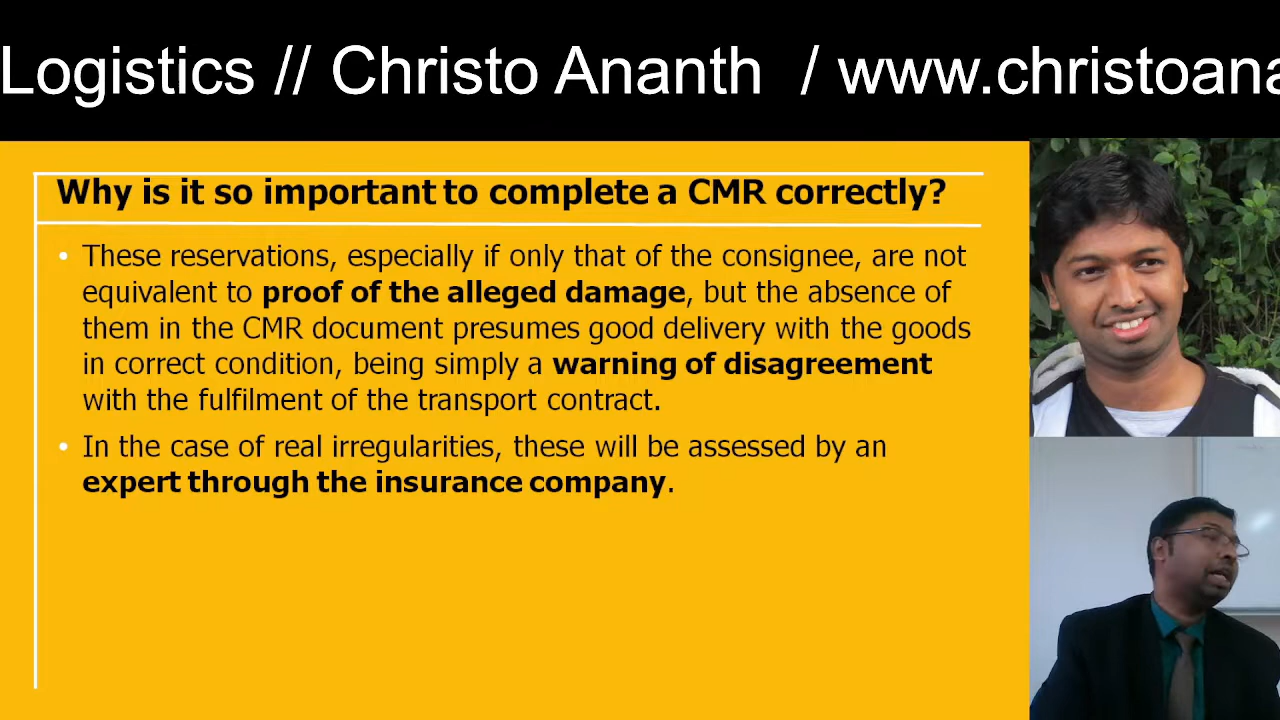 Logistics // Christo Ananth / www.christoana
Why is it so important to complete a CMR correctly?
• These reservations, especially if only that of the consignee, are not
equivalent to proof of the alleged damage, but the absence of
them in the CMR document presumes good delivery with the goods
in correct condition, being simply a warning of disagreement
with the fulfilment of the transport contract.
• In the case of real irregularities, these will be assessed by an
expert through the insurance company.